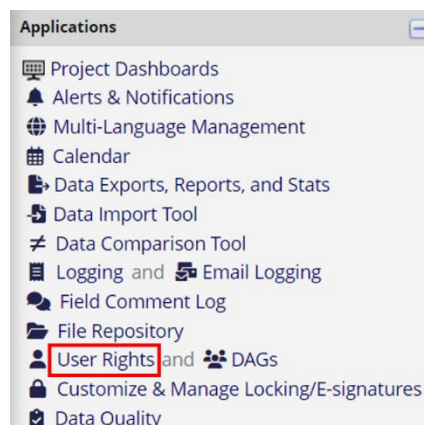 Applications
Project Dashboards
Alerts & Notifications
Multi-Language Management
Calendar
Data Exports, Reports, and Stats
Data Import Tool
Data Comparison Tool
Logging and Email Logging
Field Comment Log
File Repository
User Rights and DAGs
Customize & Manage Locking/E-signatures
Data Quality